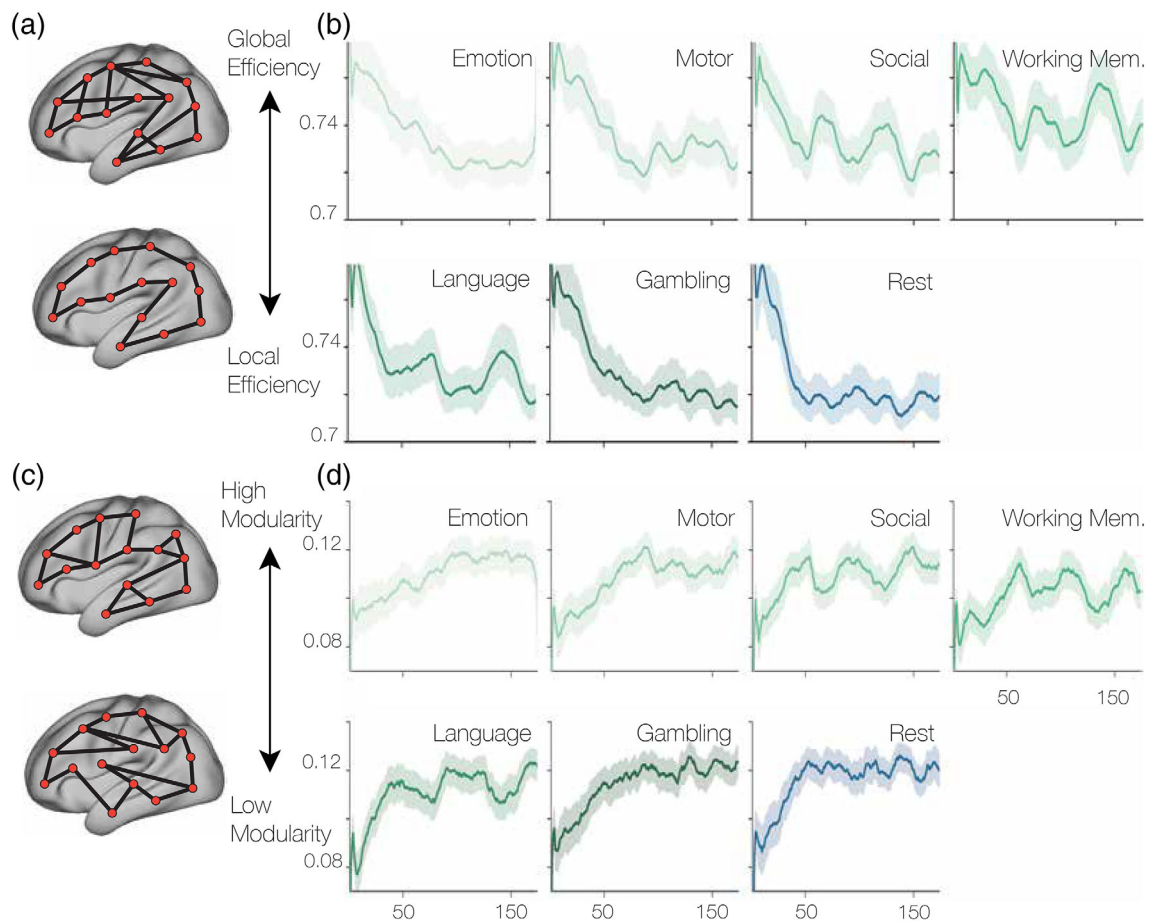 (a)
Global
Efficiency
Local
Efficiency
(b)
Emotion
Motor
Social
Working Mem.
0.74
0.7
Language
Gambling
Rest
0.74
0.7
(c)
High
Modularity
Low
Modularity
(d)
Emotion
Motor
Social
Working Mem.
0.12
0.08
50
150
Language
Gambling
Rest
0.12
0.08
50
150
50
150
50
150